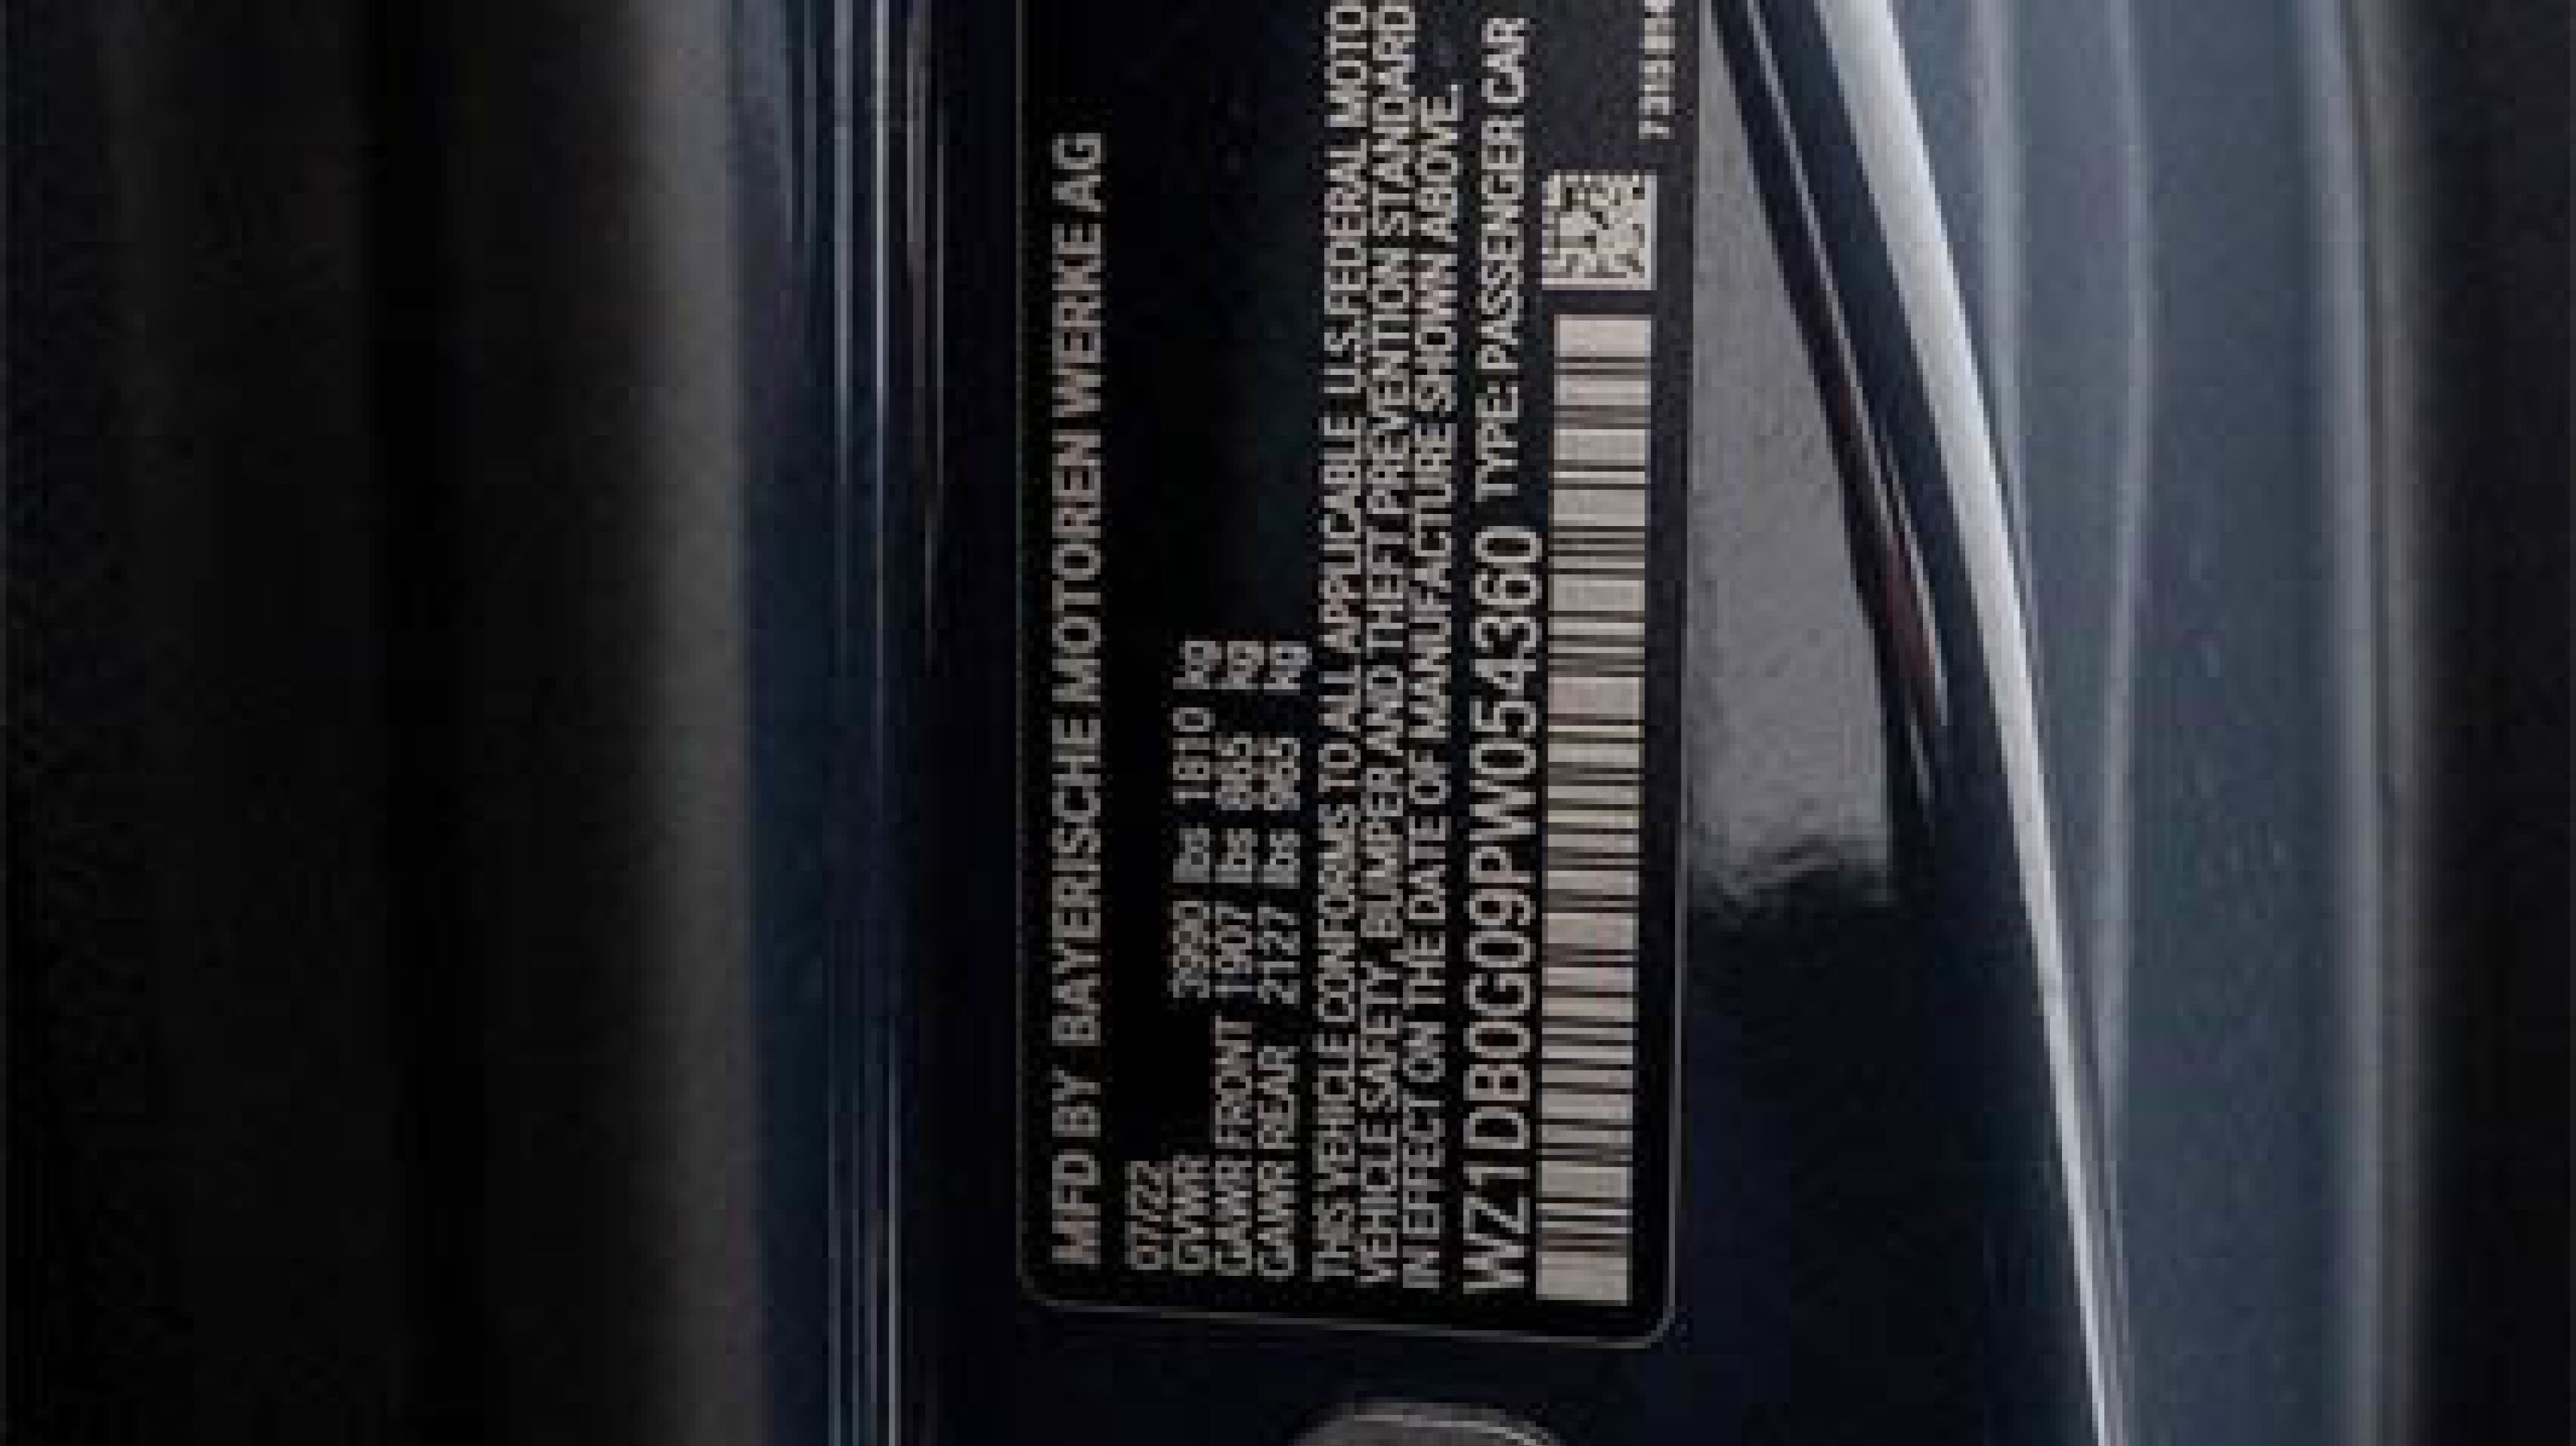 MFD BY BAYERISCHE MOTOREN WERKE AG
07/22
GVWR 3990 lbs 1810 kg
GAWR FRONT 1907 lbs 865 kg
GAWR REAR 2127 lbs 965 kg
THIS VEHICLE CONFORMS TO ALL APPLICABLE U.S.FEDERAL MOTO
VEHICLE SAFETY, BUMPER AND THEFT PREVENTION STANDARD
IN EFFECT ON THE DATE OF MANUFACTURE SHOWN ABOVE.
WZ1DB0G09PW054360 TYPE: PASSENGER CAR